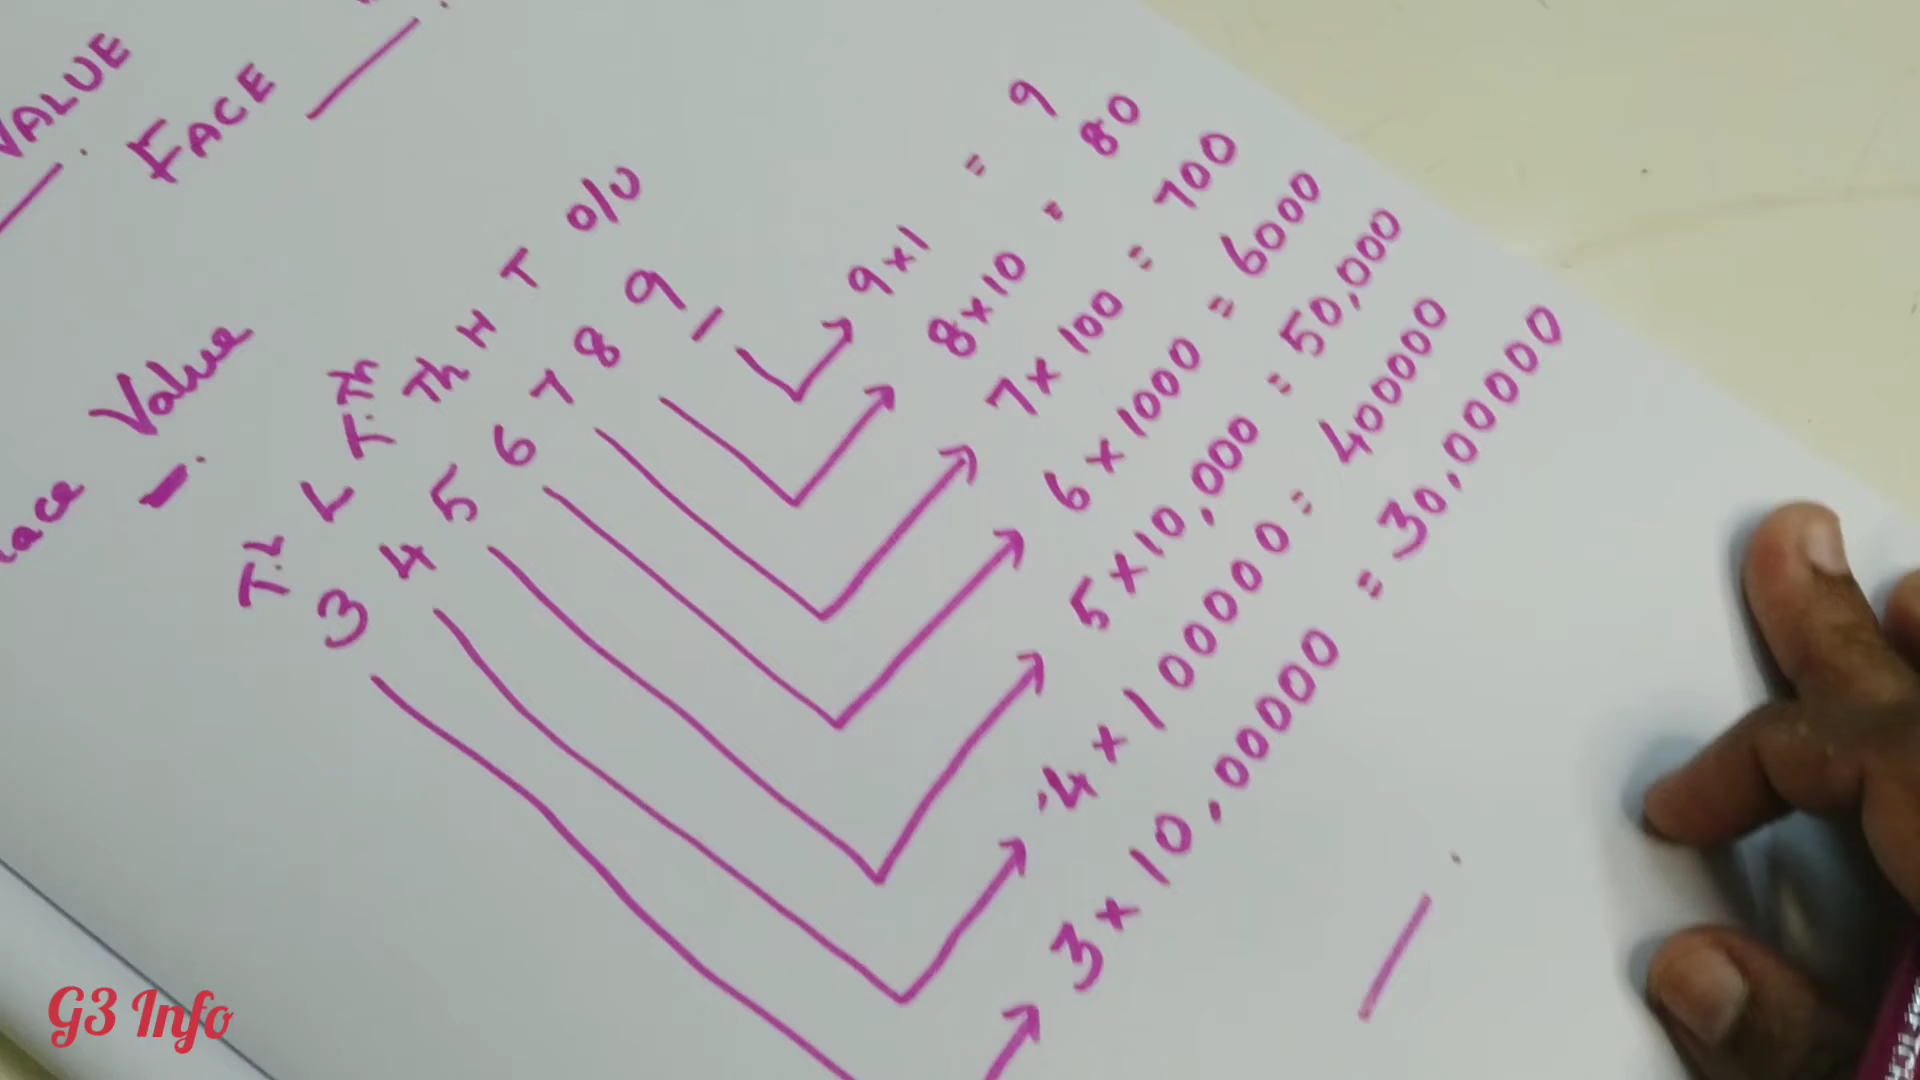 VALUE
FACE
Value
T.L L T.Th Th H T O/U
3 4 5 6 7 8 9
9 x 1 = 9
8 x 10 = 80
7 x 100 = 700
6 x 1000 = 6000
5 x 10,000 = 50,000
4 x 100000 = 400000
3 x 10,00000 = 30,00000
G3 Info